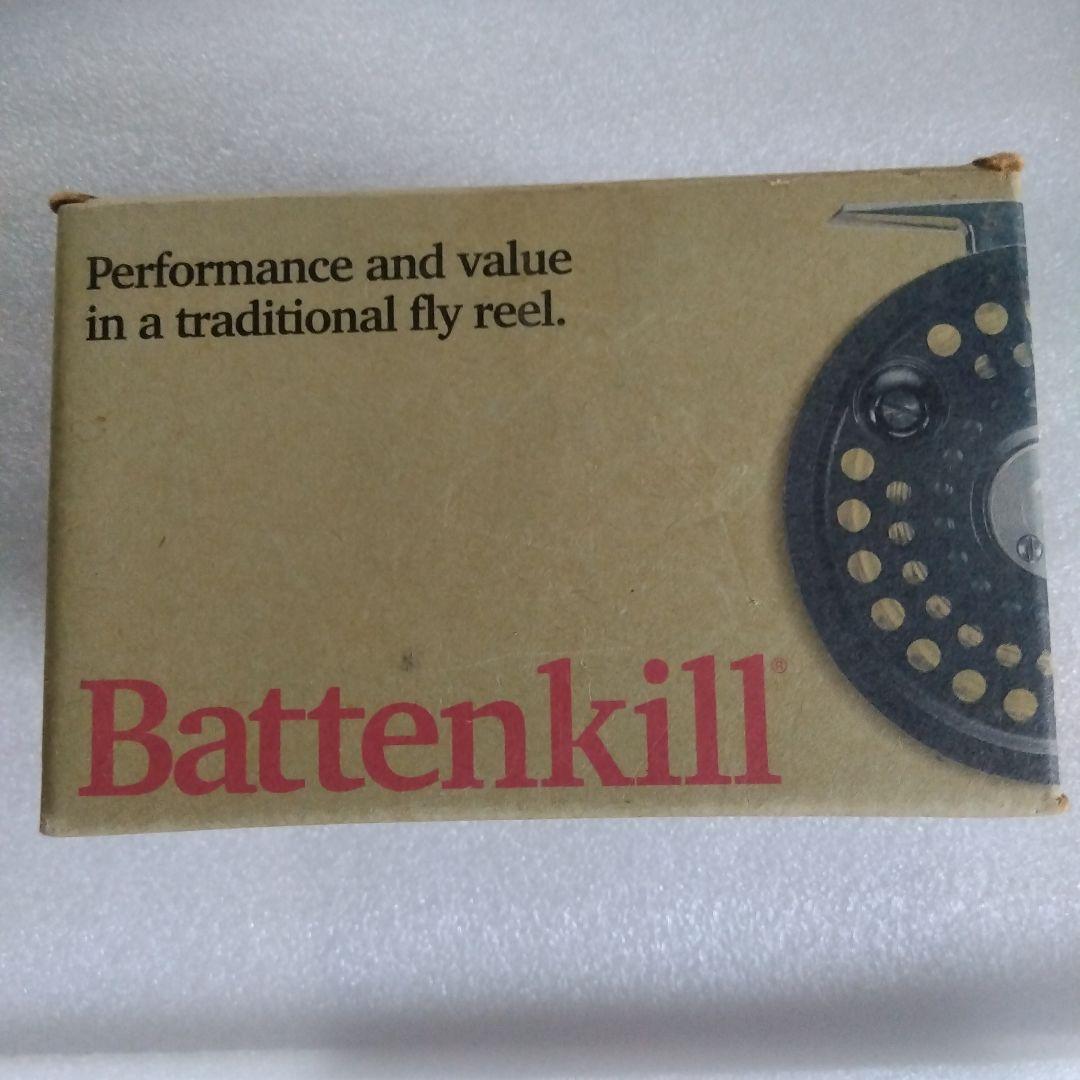 Performance and value
in a traditional fly reel.
Battenkill®